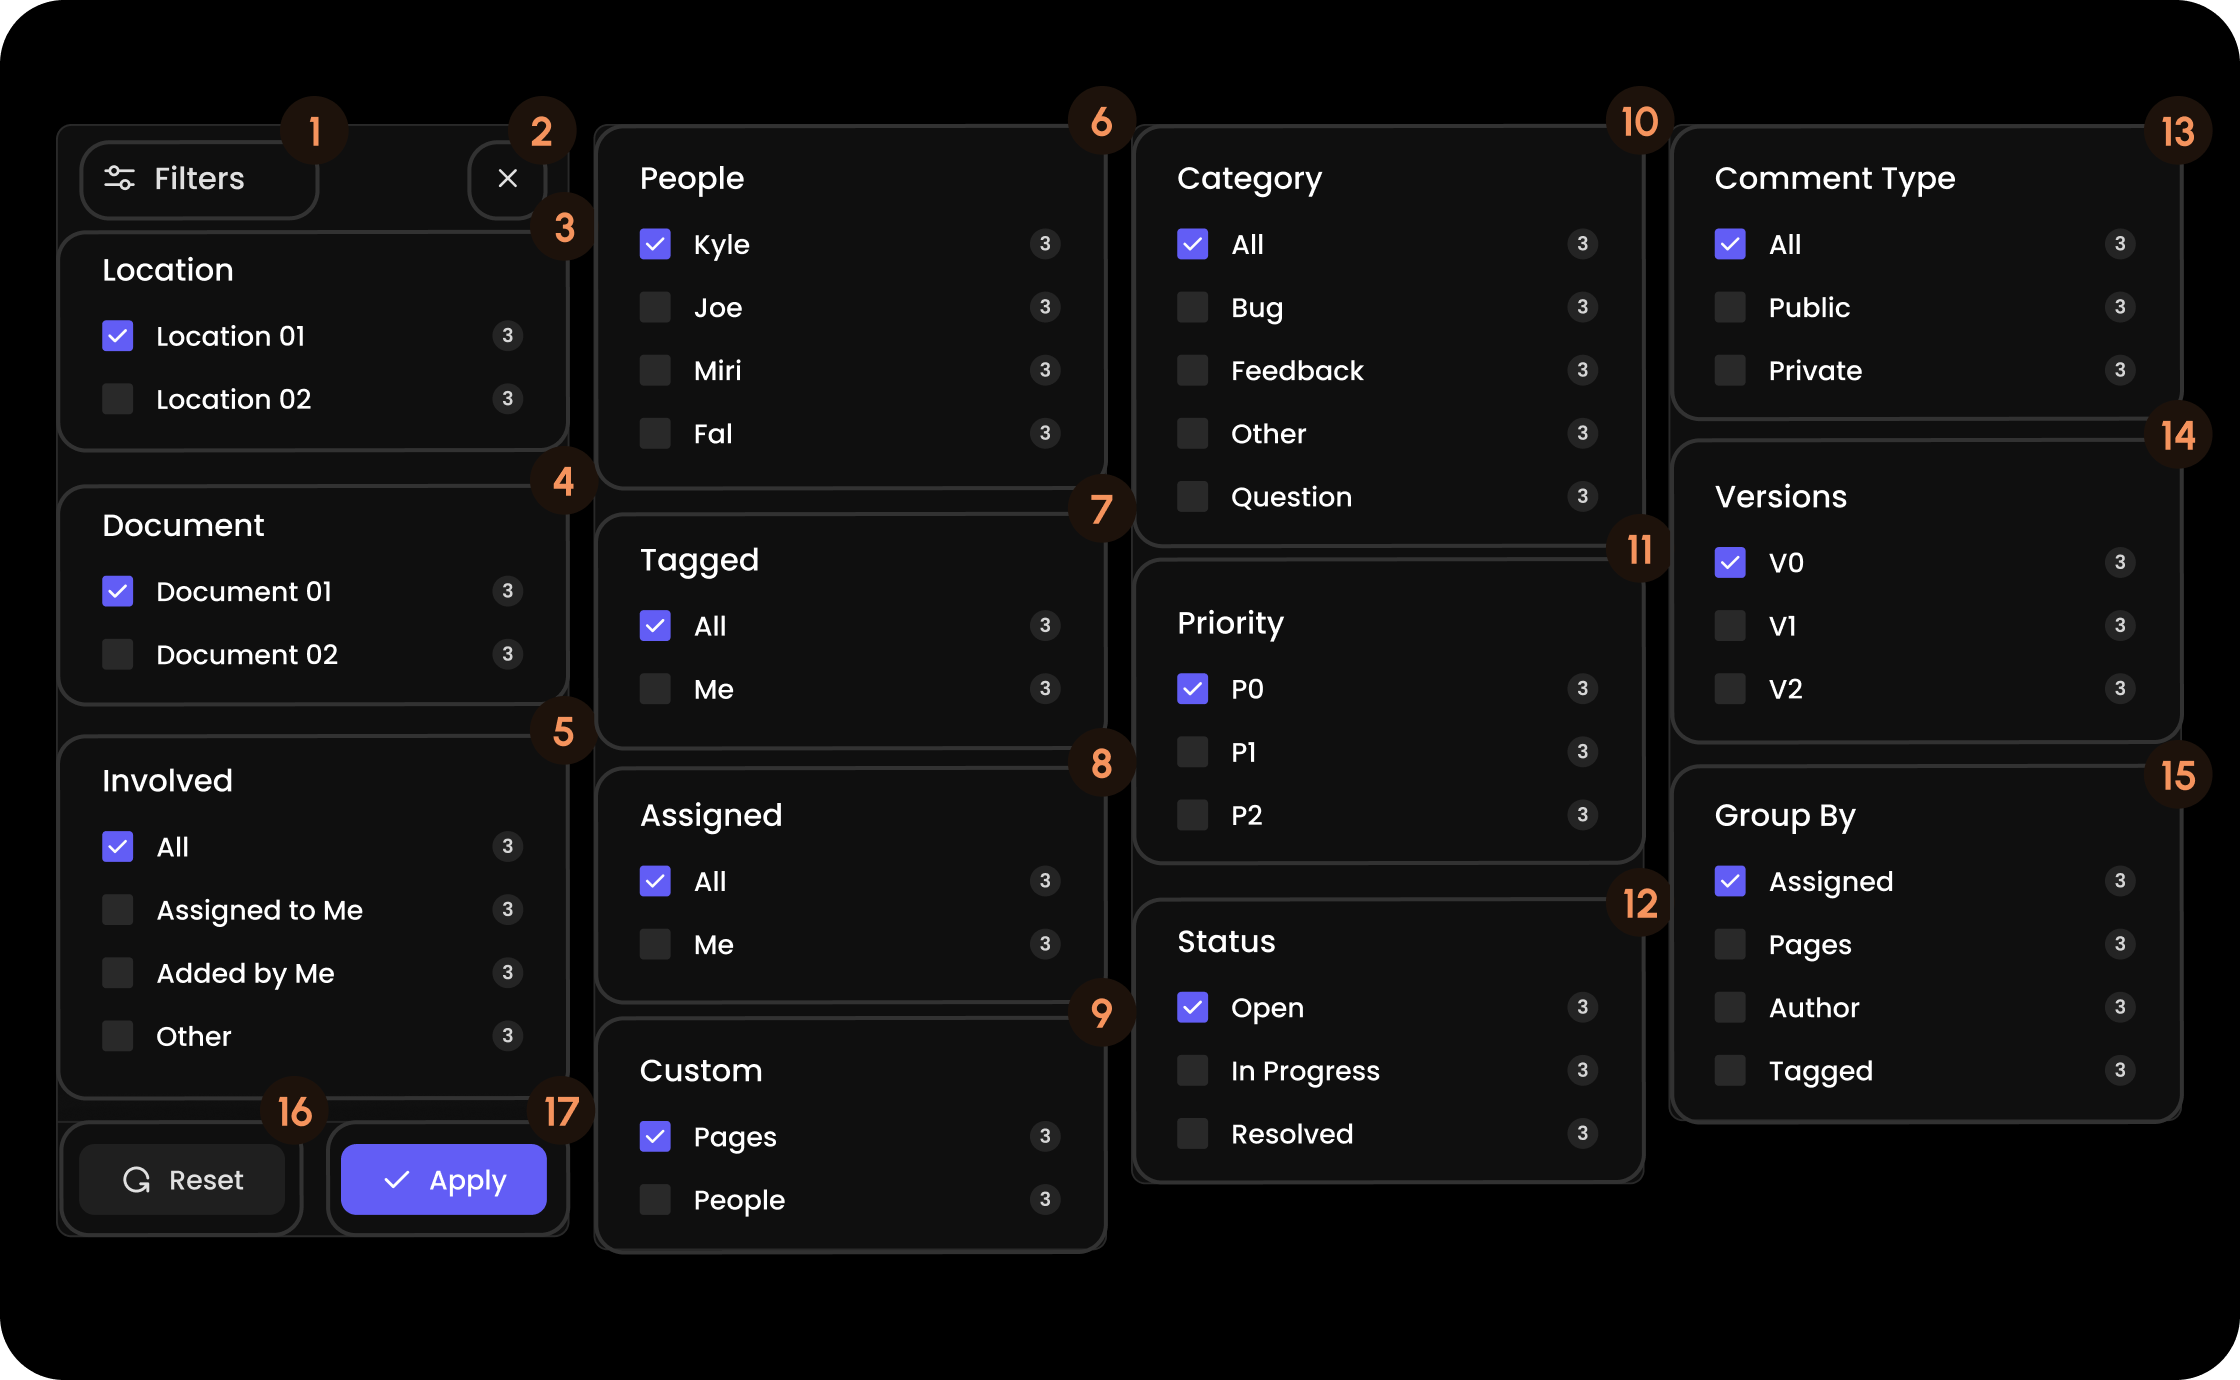 1
Filters
2
3
Location
Location 01 3
Location 02 3
4
Document
Document 01 3
Document 02 3
5
Involved
All 3
Assigned to Me 3
Added by Me 3
Other 3
16
Reset
17
Apply
6
People
Kyle 3
Joe 3
Miri 3
Fal 3
7
Tagged
All 3
Me 3
8
Assigned
All 3
Me 3
9
Custom
Pages 3
People 3
10
Category
All 3
Bug 3
Feedback 3
Other 3
Question 3
11
Priority
P0 3
P1 3
P2 3
12
Status
Open 3
In Progress 3
Resolved 3
13
Comment Type
All 3
Public 3
Private 3
14
Versions
V0 3
V1 3
V2 3
15
Group By
Assigned 3
Pages 3
Author 3
Tagged 3